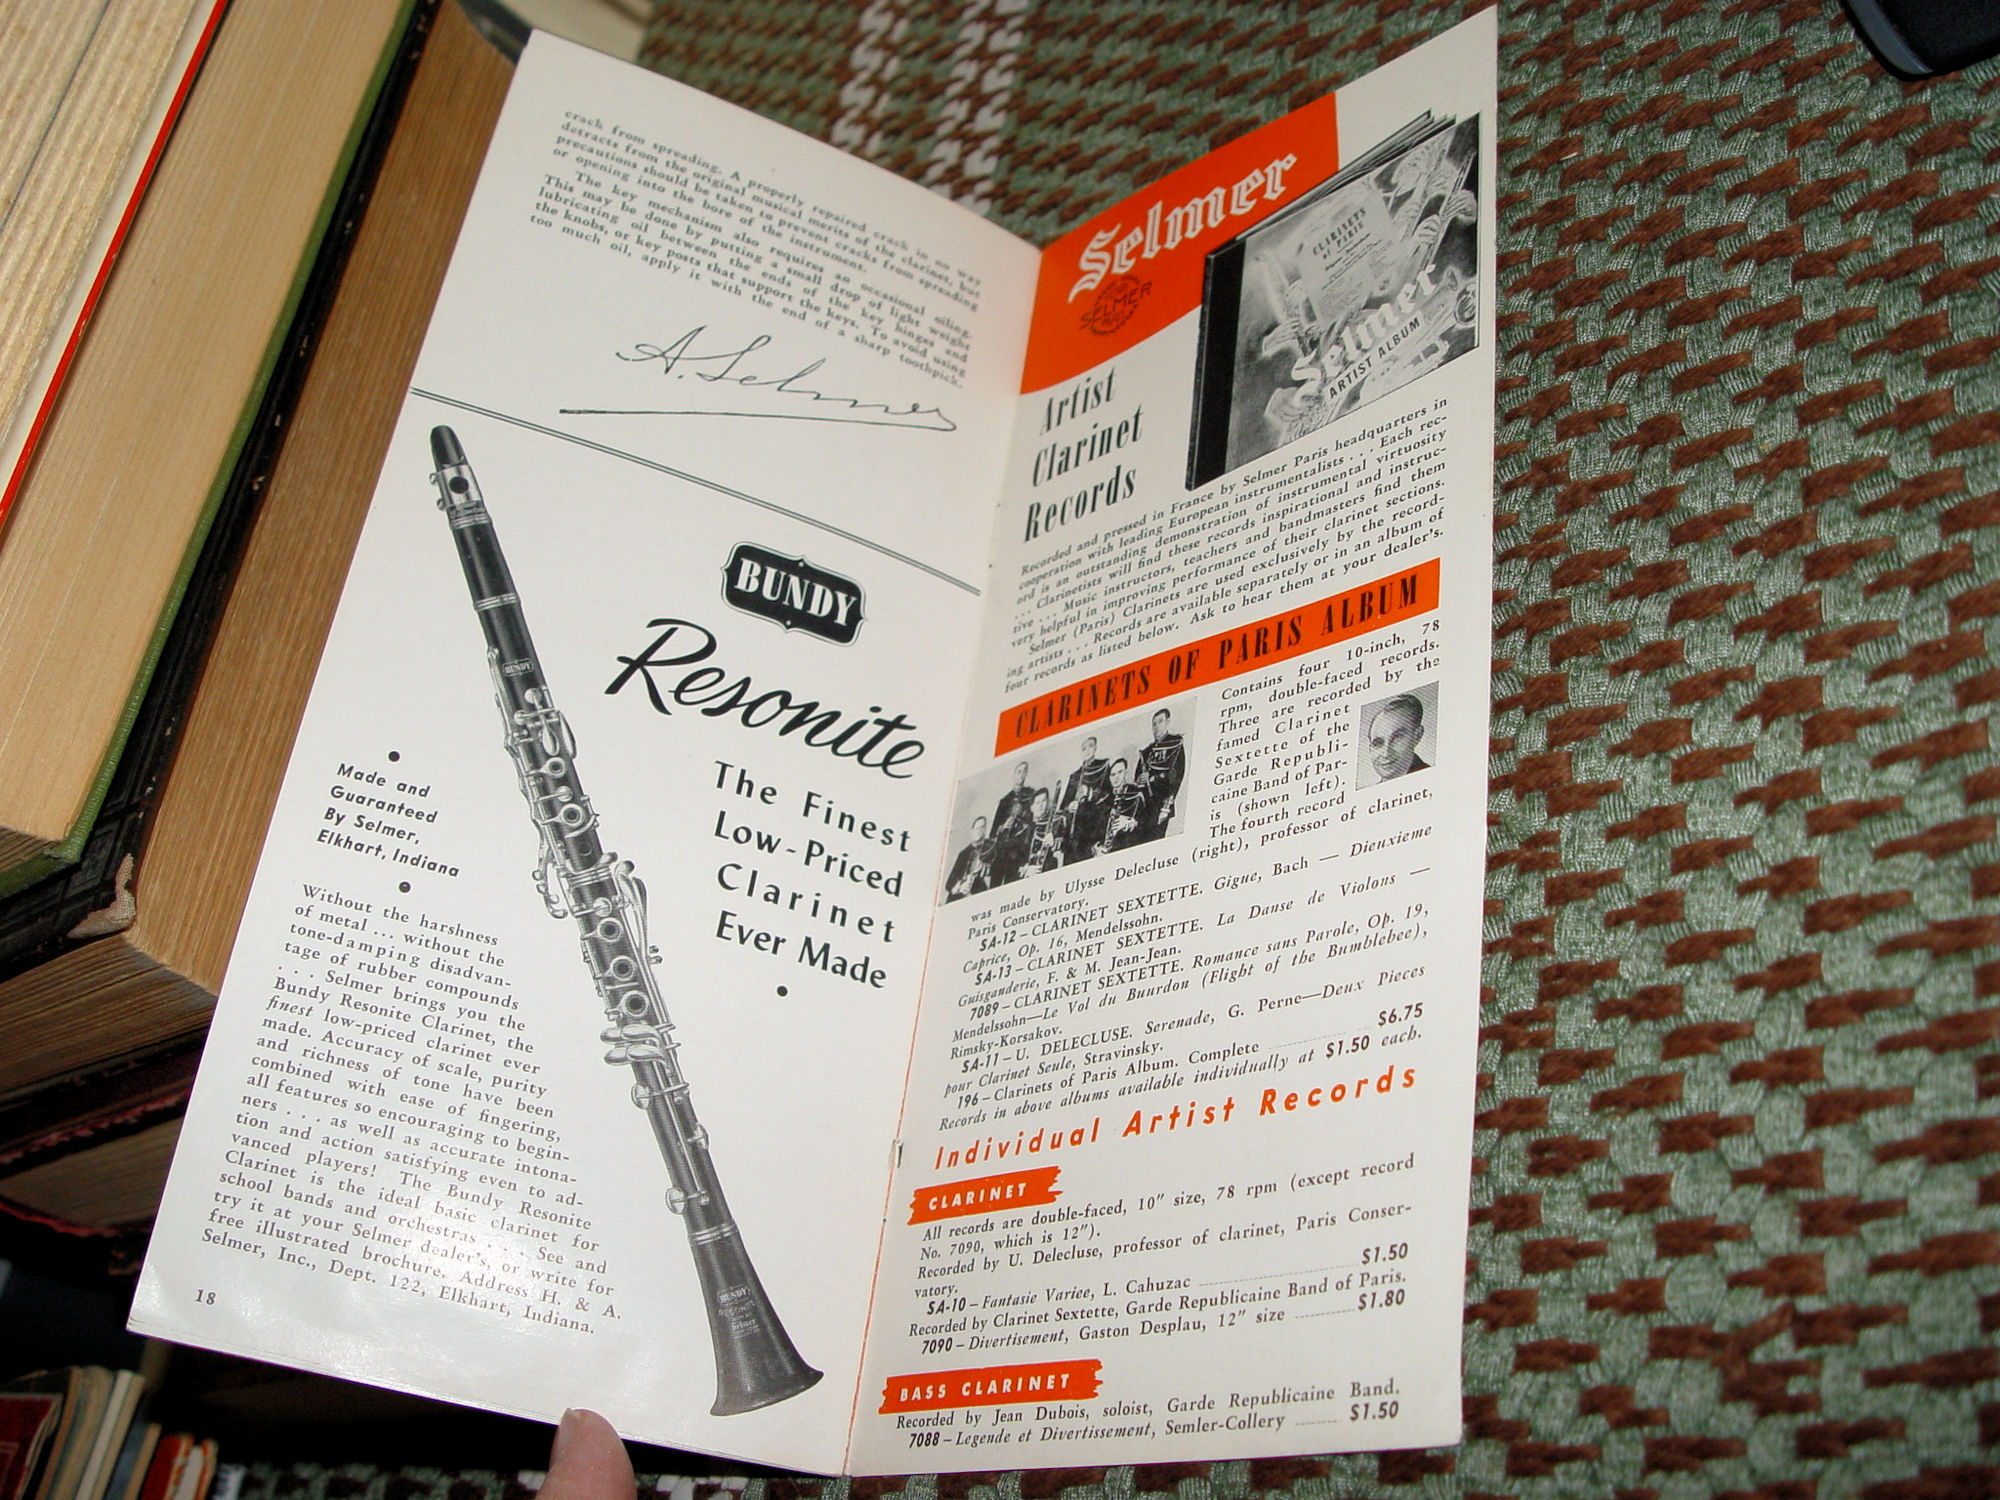 crack from spreading. A properly repaired crack in no way
detracts from the original musical merits of the clarinet, but
precautions should be taken to prevent cracks from spreading
or opening into the bore of the instrument.
The key mechanism also requires an occasional oiling.
This may be done by putting a small drop of light weight
lubricating oil between the ends of the key hinges and
the knobs, or key posts that support the keys. To avoid using
too much oil, apply it with the end of a sharp toothpick.
A. Selmer
BUNDY
Resonite
The Finest
Low-Priced
Clarinet
Ever Made
BUNDY
Made and
Guaranteed
By Selmer,
Elkhart, Indiana
Without the harshness
of metal ... without the
tone-damping disadvan-
tage of rubber compounds
. . . Selmer brings you the
Bundy Resonite Clarinet, the
finest low-priced clarinet ever
made. Accuracy of scale, purity
and richness of tone have been
combined with ease of fingering,
all features so encouraging to begin-
ners . . . as well as accurate intona-
tion and action satisfying even to ad-
vanced players! The Bundy Resonite
Clarinet is the ideal basic clarinet for
school bands and orchestras . . . See and
try it at your Selmer dealer's, or write for
free illustrated brochure. Address H. & A.
Selmer, Inc., Dept. 122, Elkhart, Indiana.
BUNDY
RESONITE
Selmer
18
Selmer
SELMER
PARIS
CLARINETS
of PARIS
Selmer
ARTIST ALBUM
Artist
Clarinet
Records
Recorded and pressed in France by Selmer Paris headquarters in
cooperation with leading European instrumentalists . . . Each rec-
ord is an outstanding demonstration of instrumental virtuosity
. . . Clarinetists will find these records inspirational and instruc-
tive . . . Music instructors, teachers and bandmasters find them
very helpful in improving performance of their clarinet sections.
Selmer (Paris) Clarinets are used exclusively by the record-
ing artists . . . Records are available separately or in an album of
four records as listed below. Ask to hear them at your dealer's.
CLARINETS OF PARIS ALBUM
Contains four 10-inch, 78
rpm, double-faced records.
Three are recorded by the
famed Clarinet
Sextette of the
Garde Republi-
caine Band of Par-
is (shown left).
The fourth record
was made by Ulysse Delecluse (right), professor of clarinet,
Paris Conservatory.
SA-12 – CLARINET SEXTETTE. Gigue, Bach — Dieuxieme
Caprice, Op. 16, Mendelssohn.
SA-13 – CLARINET SEXTETTE. La Danse de Violons —
Guisganderie, F. & M. Jean-Jean.
7089 – CLARINET SEXTETTE. Romance sans Parole, Op. 19,
Mendelssohn—Le Vol du Buurdon (Flight of the Bumblebee),
Rimsky-Korsakov.
SA-11 – U. DELECLUSE. Serenade, G. Perne—Deux Pieces
pour Clarinet Seule, Stravinsky.
196 – Clarinets of Paris Album. Complete ............ $6.75
Records in above albums available individually at $1.50 each.
Individual Artist Records
CLARINET
All records are double-faced, 10" size, 78 rpm (except record
No. 7090, which is 12").
Recorded by U. Delecluse, professor of clarinet, Paris Conser-
vatory.
SA-10 – Fantasie Variee, L. Cahuzac ............ $1.50
Recorded by Clarinet Sextette, Garde Republicaine Band of Paris.
7090 – Divertisement, Gaston Desplau, 12" size ............ $1.80
BASS CLARINET
Recorded by Jean Dubois, soloist, Garde Republicaine Band.
7088 – Legende et Divertissement, Semler-Collery ............ $1.50